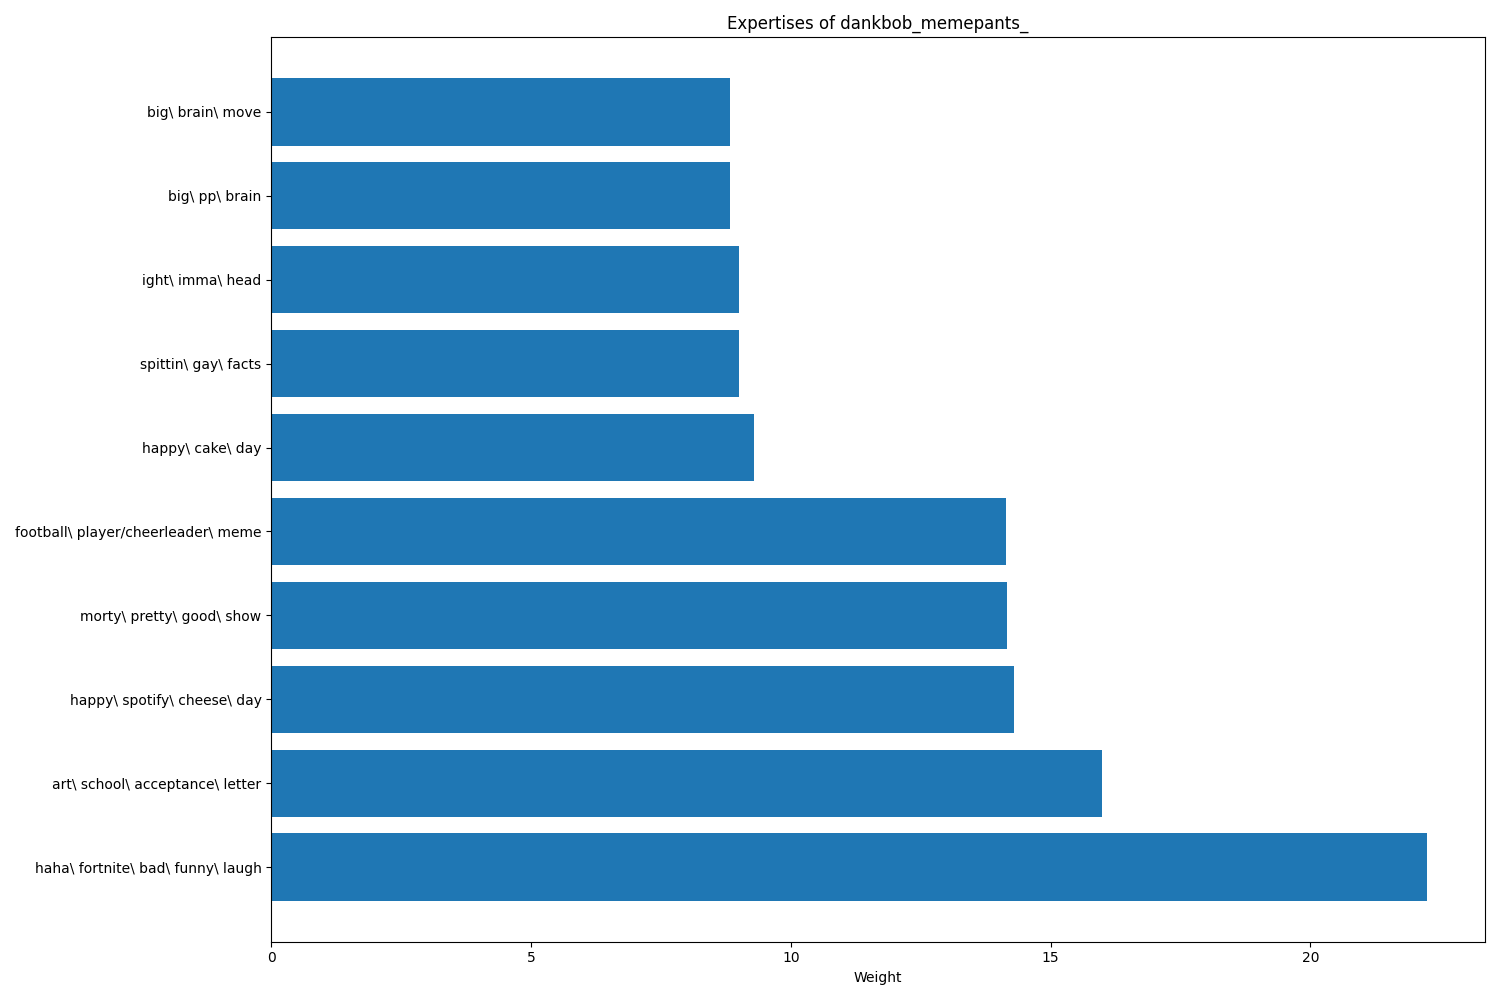 Expertises of dankbob_memepants_
big\ brain\ move
big\ pp\ brain
ight\ imma\ head
spittin\ gay\ facts
happy\ cake\ day
football\ player/cheerleader\ meme
morty\ pretty\ good\ show
happy\ spotify\ cheese\ day
art\ school\ acceptance\ letter
haha\ fortnite\ bad\ funny\ laugh
0 5 10 15 20
Weight